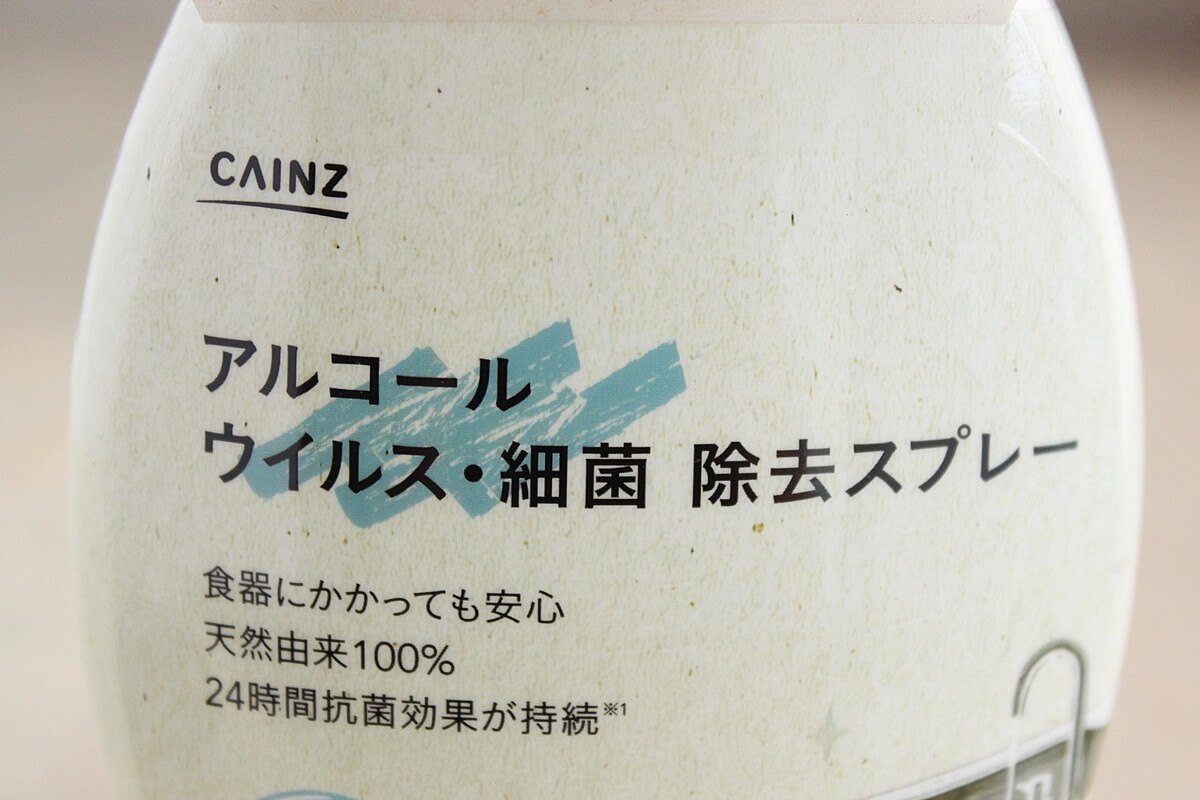 CAINZ
アルコール
ウイルス・細菌 除去スプレー
食器にかかっても安心
天然由来100%
24時間抗菌効果が持続※1